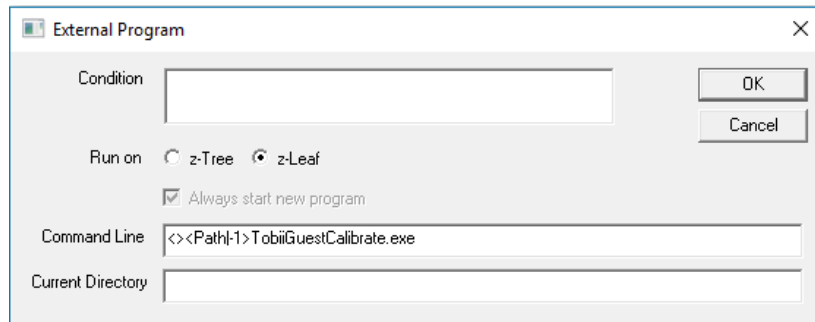 External Program
Condition
OK
Cancel
Run on z-Tree z-Leaf
Always start new program
Command Line <><Path|-1>TobiiGuestCalibrate.exe
Current Directory